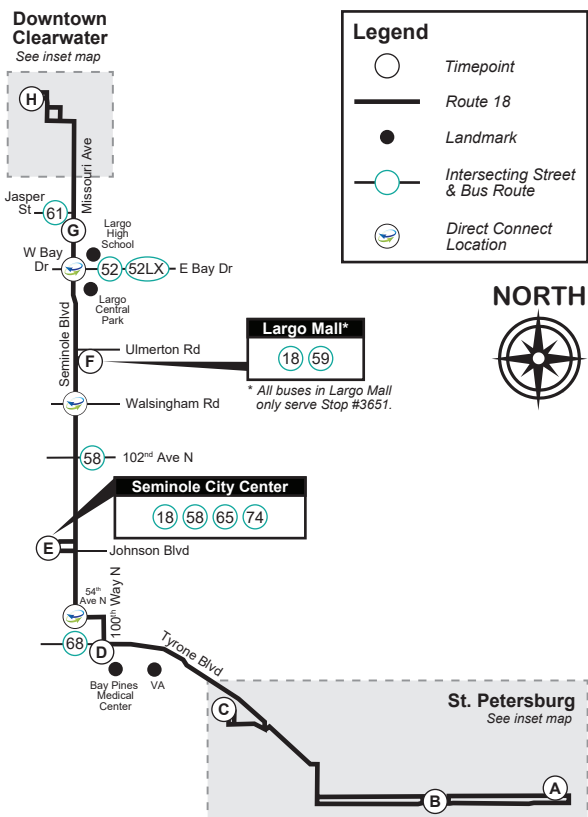 Downtown
Clearwater
See inset map
H
Missouri Ave
Jasper
St
61
G
Largo
High
School
W Bay
Dr
52
52LX
E Bay Dr
Largo
Central
Park
Seminole Blvd
Ulmerton Rd
F
Largo Mall*
18 59
* All buses in Largo Mall
only serve Stop #3651.
Walsingham Rd
58
102nd Ave N
Seminole City Center
18 58 65 74
E
Johnson Blvd
54th
Ave N
100th Way N
68
D
Bay Pines
Medical
Center
VA
Tyrone Blvd
C
St. Petersburg
See inset map
B
A
Legend
Timepoint
Route 18
Landmark
Intersecting Street
& Bus Route
Direct Connect
Location
NORTH